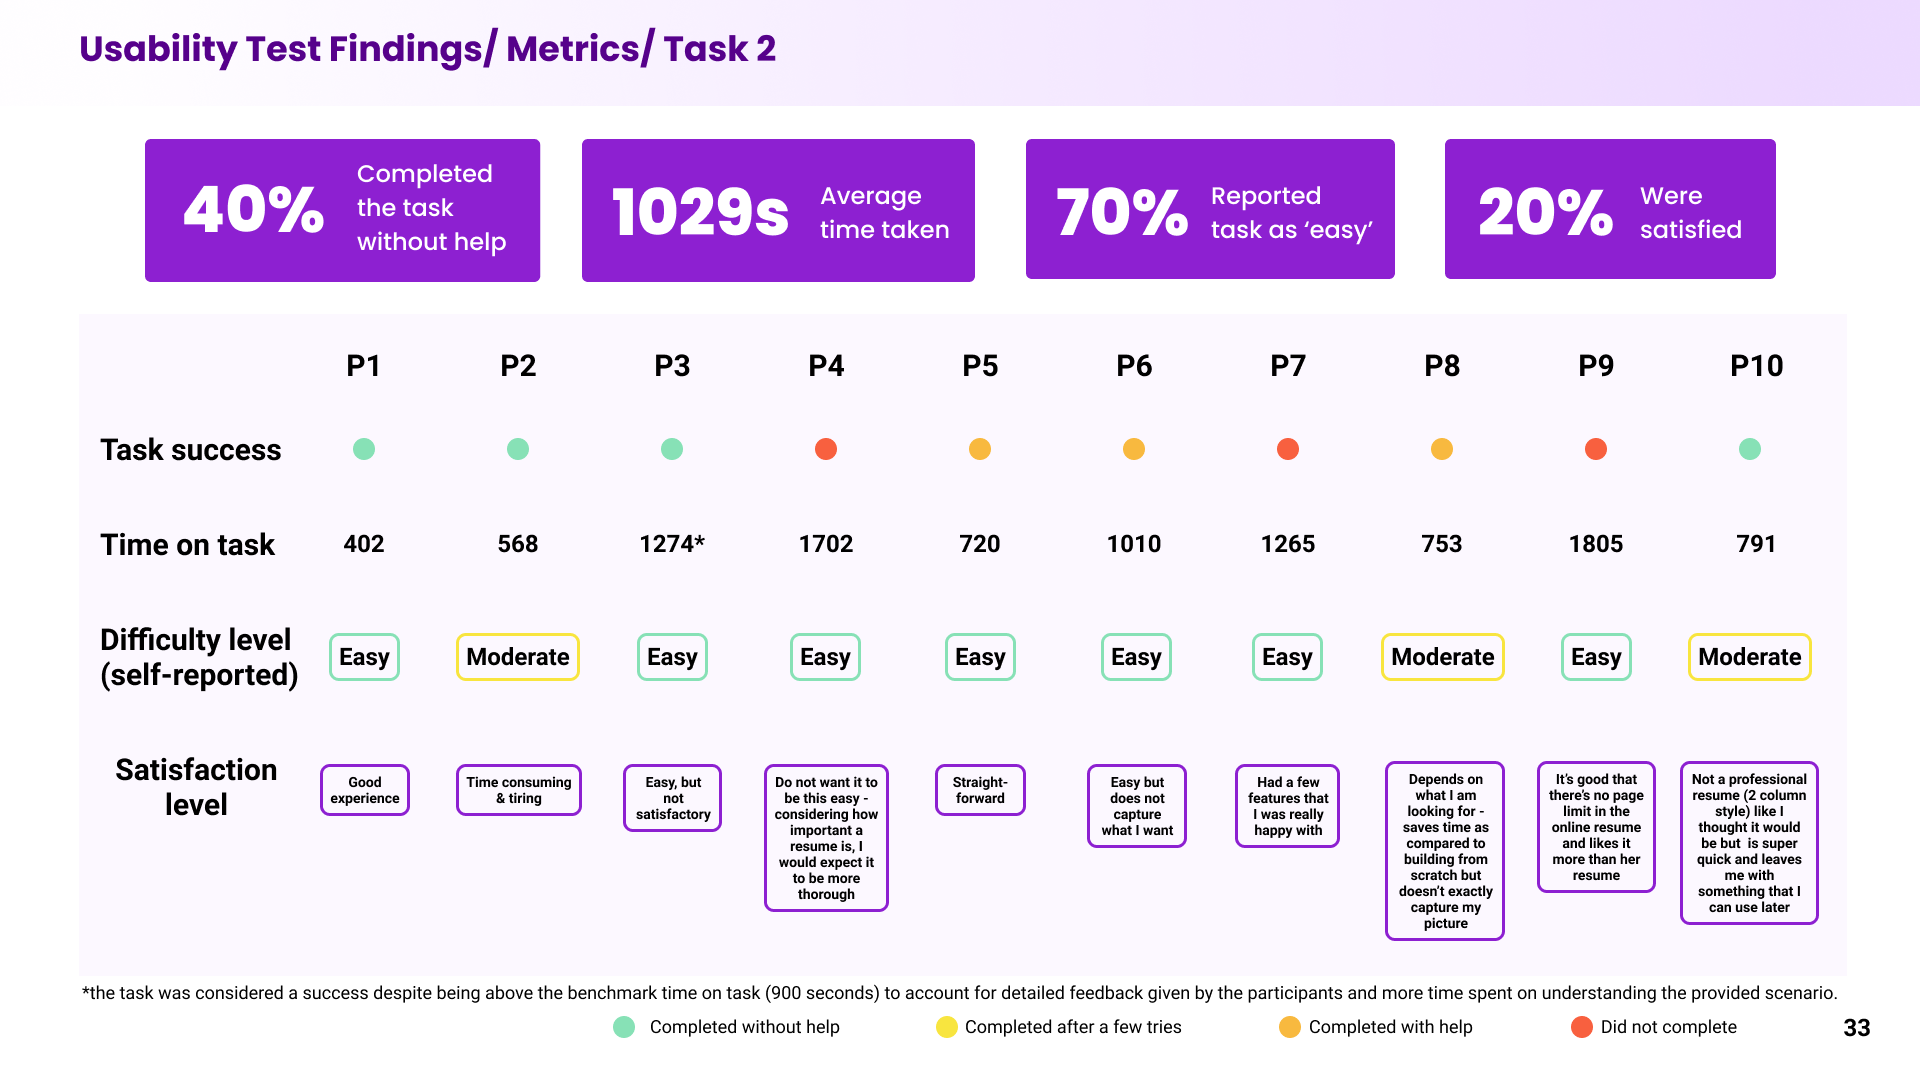 Usability Test Findings/ Metrics/ Task 2
40%
Completed
the task
without help
1029s
Average
time taken
70%
Reported
task as ‘easy’
20%
Were
satisfied
P1 P2 P3 P4 P5 P6 P7 P8 P9 P10
Task success
Time on task 402 568 1274* 1702 720 1010 1265 753 1805 791
Difficulty level
(self-reported)
Easy Moderate Easy Easy Easy Easy Easy Moderate Easy Moderate
Satisfaction
level
Good
experience
Time consuming
& tiring
Easy, but
not
satisfactory
Do not want it to
be this easy -
considering how
important a
resume is, I
would expect it
to be more
thorough
Straight-
forward
Easy but
does not
capture
what I want
Had a few
features that
I was really
happy with
Depends on
what I am
looking for -
saves time as
compared to
building from
scratch but
doesn’t exactly
capture my
picture
It’s good that
there’s no page
limit in the
online resume
and likes it
more than her
resume
Not a professional
resume (2 column
style) like I
thought it would
be but is super
quick and leaves
me with
something that I
can use later
*the task was considered a success despite being above the benchmark time on task (900 seconds) to account for detailed feedback given by the participants and more time spent on understanding the provided scenario.
Completed without help
Completed after a few tries
Completed with help
Did not complete
33